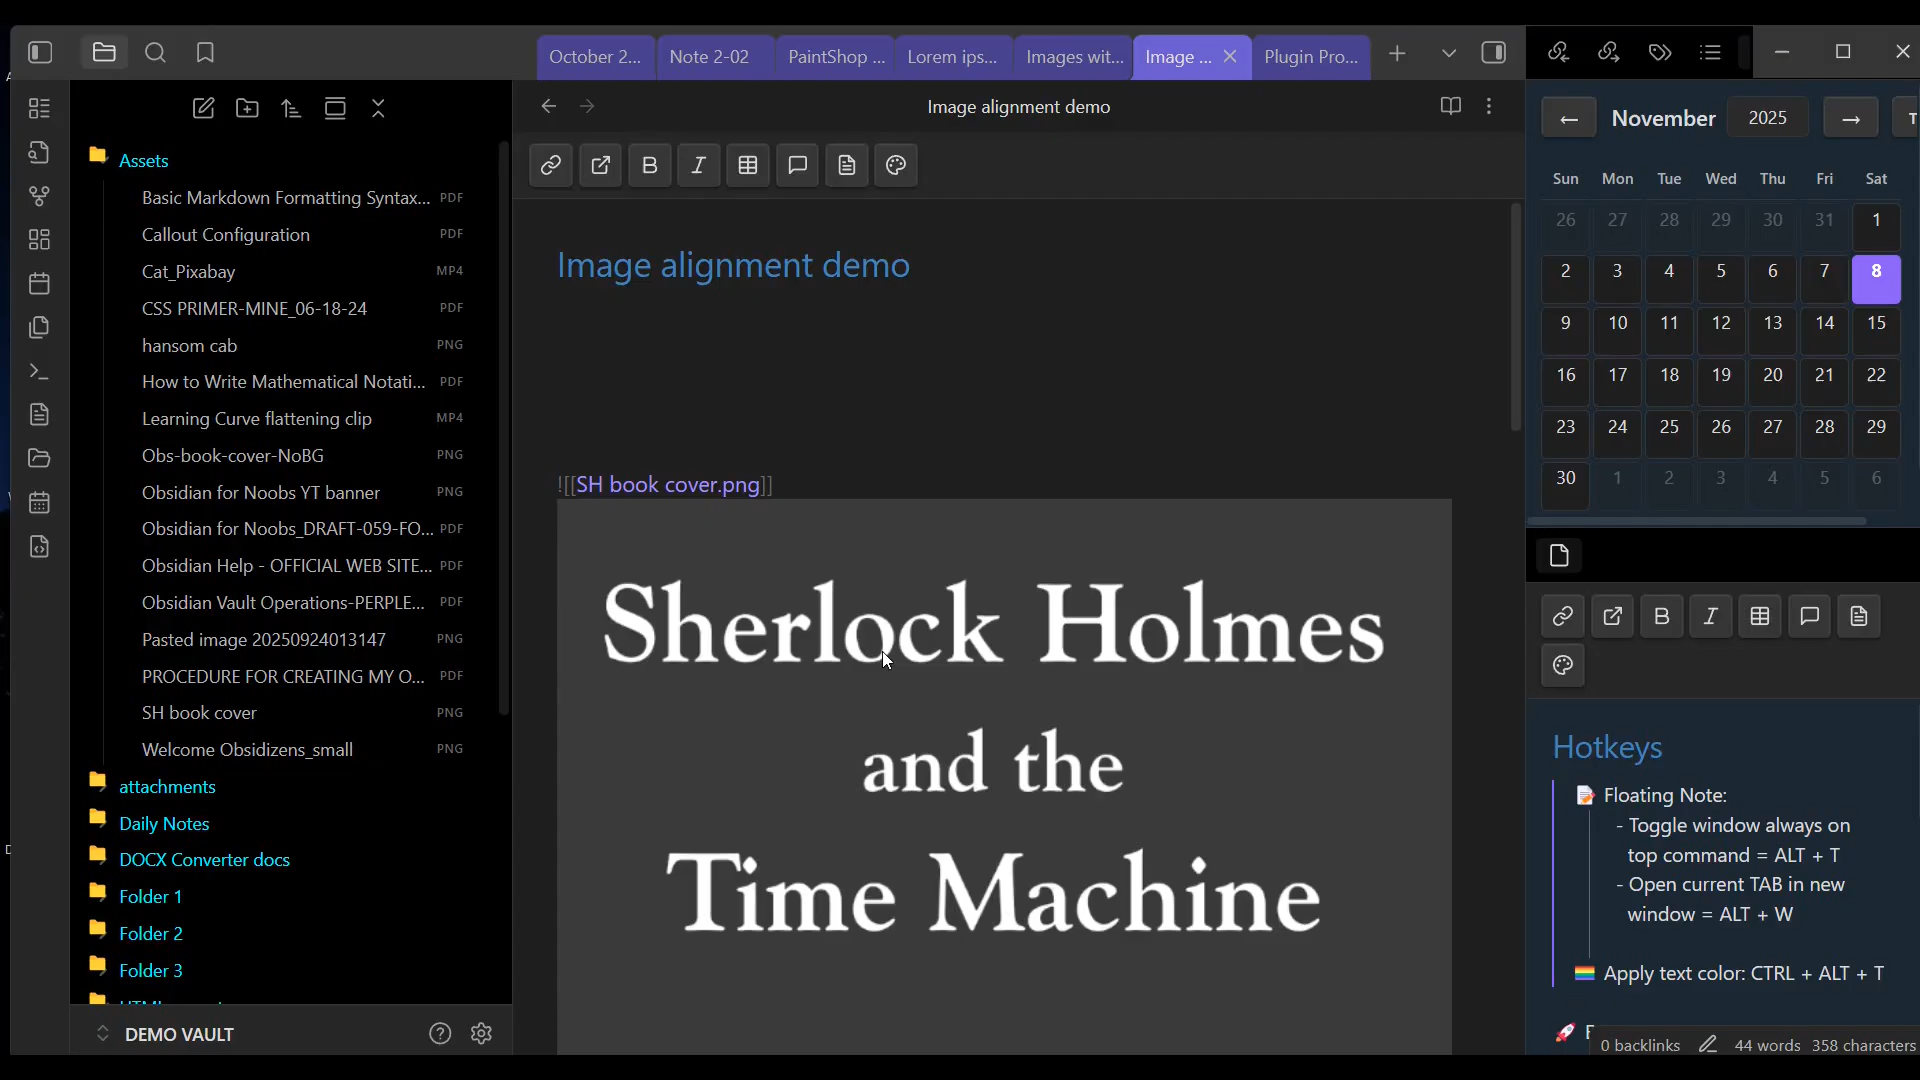 October 2...
Note 2-02
PaintShop ...
Lorem ips...
Images wit...
Image ...
Plugin Pro...
Image alignment demo
Assets
Basic Markdown Formatting Syntax... PDF
Callout Configuration PDF
Cat_Pixabay MP4
CSS PRIMER-MINE_06-18-24 PDF
hansom cab PNG
How to Write Mathematical Notati... PDF
Learning Curve flattening clip MP4
Obs-book-cover-NoBG PNG
Obsidian for Noobs YT banner PNG
Obsidian for Noobs_DRAFT-059-FO... PDF
Obsidian Help - OFFICIAL WEB SITE... PDF
Obsidian Vault Operations-PERPLE... PDF
Pasted image 20250924013147 PNG
PROCEDURE FOR CREATING MY O... PDF
SH book cover PNG
Welcome Obsidizens_small PNG
attachments
Daily Notes
DOCX Converter docs
Folder 1
Folder 2
Folder 3
DEMO VAULT
Image alignment demo
![[SH book cover.png]]
Sherlock Holmes
and the
Time Machine
← November 2025 → T
Sun Mon Tue Wed Thu Fri Sat
26 27 28 29 30 31 1
2 3 4 5 6 7 8
9 10 11 12 13 14 15
16 17 18 19 20 21 22
23 24 25 26 27 28 29
30 1 2 3 4 5 6
Hotkeys
Floating Note:
- Toggle window always on
top command = ALT + T
- Open current TAB in new
window = ALT + W
Apply text color: CTRL + ALT + T
0 backlinks 44 words 358 characters